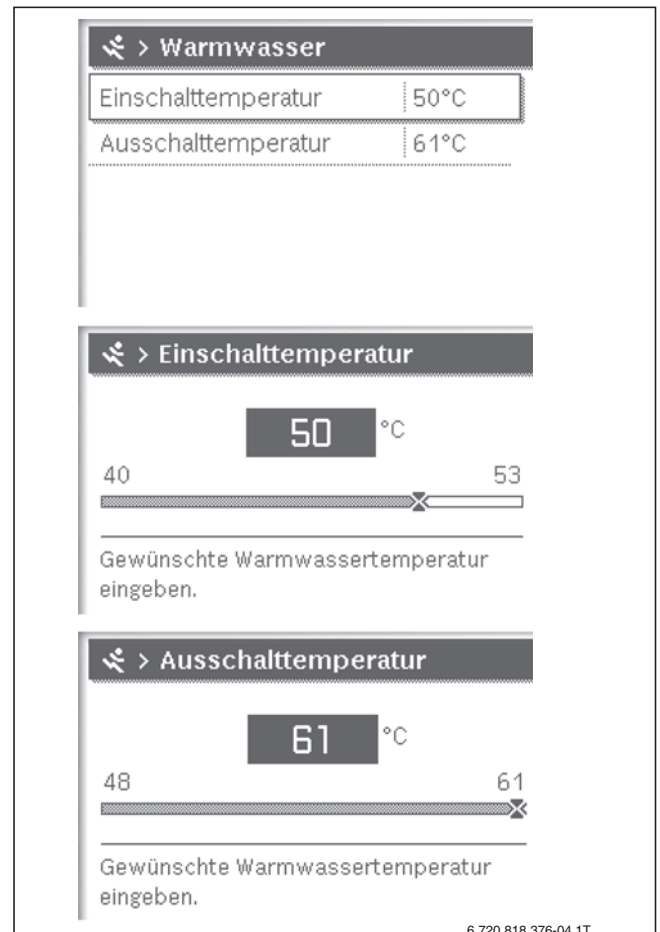 > Warmwasser
Einschalttemperatur 50°C
Ausschalttemperatur 61°C
> Einschalttemperatur
50 °C
40 53
Gewünschte Warmwassertemperatur
eingeben.
> Ausschalttemperatur
61 °C
48 61
Gewünschte Warmwassertemperatur
eingeben.
6 720 818 376-04.1T